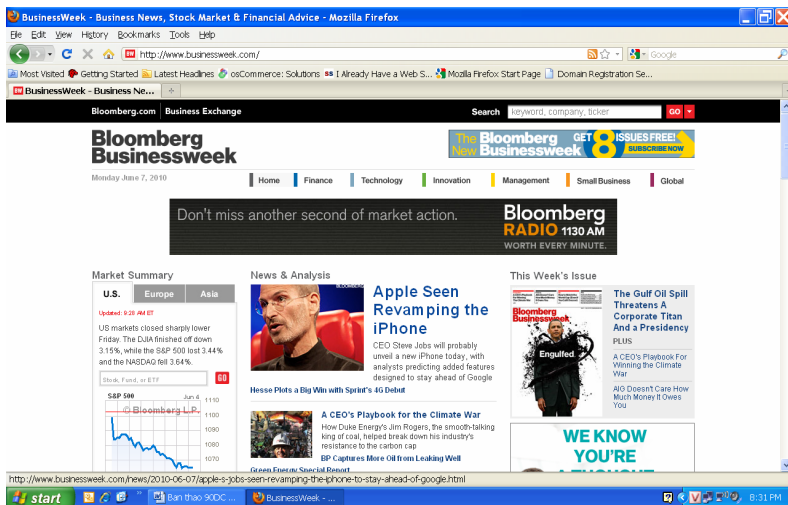 BusinessWeek - Business News, Stock Market & Financial Advice - Mozilla Firefox
File Edit View History Bookmarks Tools Help
http://www.businessweek.com/
Google
Most Visited Getting Started Latest Headlines osCommerce: Solutions I Already Have a Web S... Mozilla Firefox Start Page Domain Registration Se...
BusinessWeek - Business Ne...
Bloomberg.com Business Exchange Search keyword, company, ticker GO
Bloomberg
Businessweek
The Bloomberg
New Businessweek
GET 8 ISSUES FREE!
SUBSCRIBE NOW
Monday June 7, 2010
Home Finance Technology Innovation Management Small Business Global
Don't miss another second of market action.
Bloomberg
RADIO 1130 AM
WORTH EVERY MINUTE.
Market Summary
U.S. Europe Asia
Updated: 9:28 AM ET
US markets closed sharply lower
Friday. The DJIA finished off down
3.15%, while the S&P 500 lost 3.44%
and the NASDAQ fell 3.64%.
Stock, Fund, or ETF GO
S&P 500 Jun 4
© Bloomberg L.P.
1110
1100
1090
1080
1070
News & Analysis
Apple Seen
Revamping the
iPhone
CEO Steve Jobs will probably
unveil a new iPhone today, with
analysts predicting added features
designed to stay ahead of Google
Hesse Plots a Big Win with Sprint's 4G Debut
A CEO's Playbook for the Climate War
How Duke Energy's Jim Rogers, the smooth-talking
king of coal, helped break down his industry's
resistance to the carbon cap
BP Captures More Oil from Leaking Well
Green Energy Special Report
This Week's Issue
Bloomberg
Businessweek
Engulfed.
The Gulf Oil Spill
Threatens A
Corporate Titan
And a Presidency
PLUS
A CEO's Playbook For
Winning the Climate
War
AIG Doesn't Care How
Much Money It Owes
You
WE KNOW
YOU'RE
http://www.businessweek.com/news/2010-06-07/apple-s-jobs-seen-revamping-the-iphone-to-stay-ahead-of-google.html
start Ban thao 90DC ... BusinessWeek - ... 8:31 PM